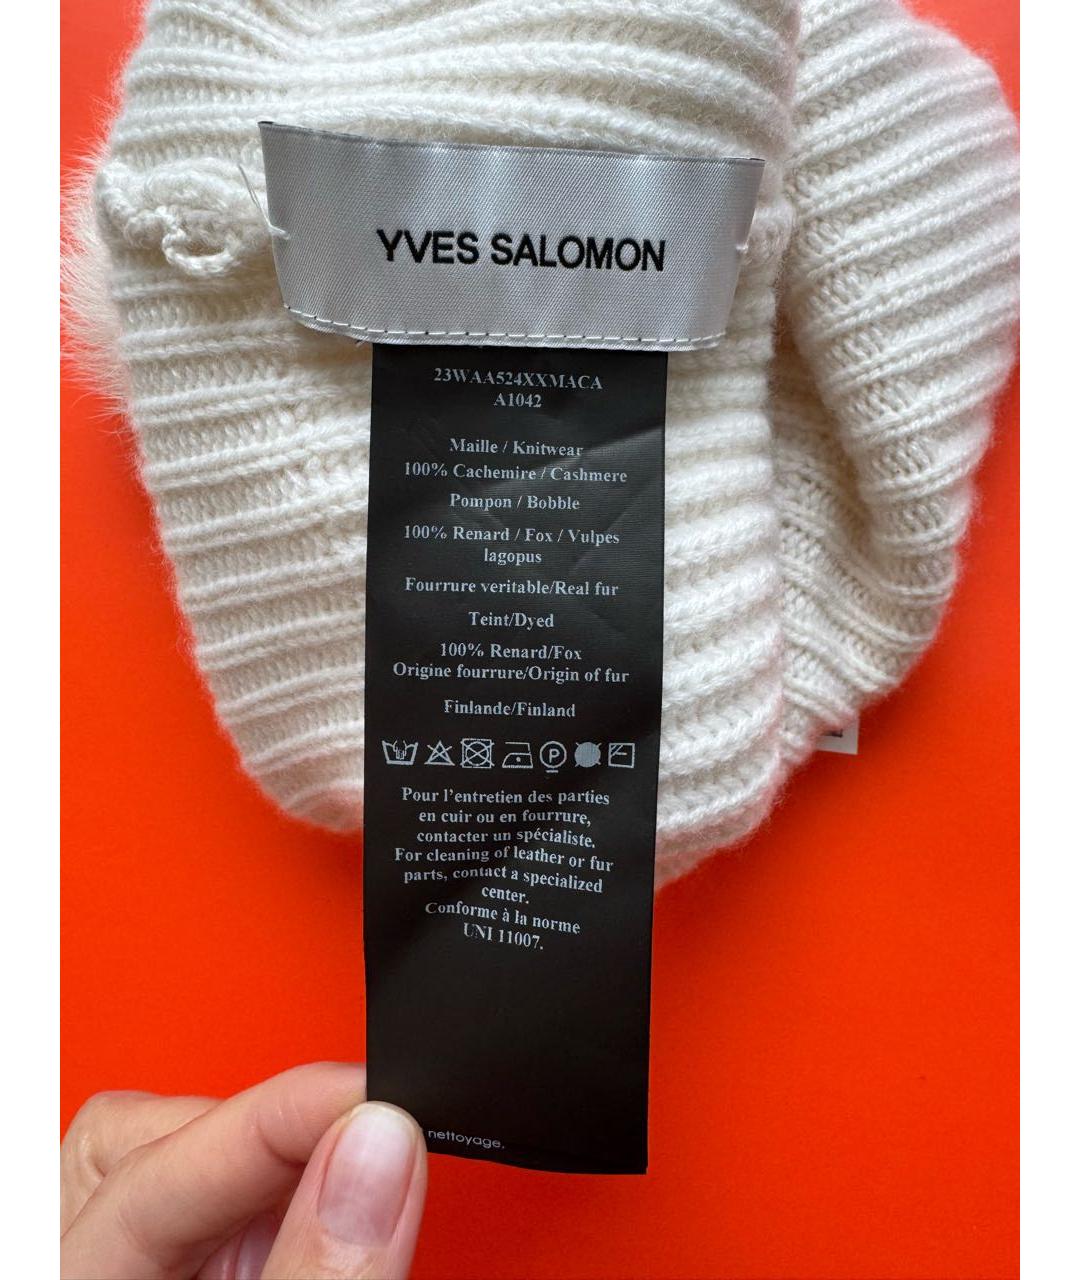 YVES SALOMON
23WAA524XXMACA
A1042
Maille / Knitwear
100% Cachemire / Cashmere
Pompon / Bobble
100% Renard / Fox / Vulpes
lagopus
Fourrure veritable/Real fur
Teint/Dyed
100% Renard/Fox
Origine fourrure/Origin of fur
Finlande/Finland
P
Pour l'entretien des parties
en cuir ou en fourrure,
contacter un spécialiste.
For cleaning of leather or fur
parts, contact a specialized
center.
Conforme à la norme
UNI 11007.
nettoyage.